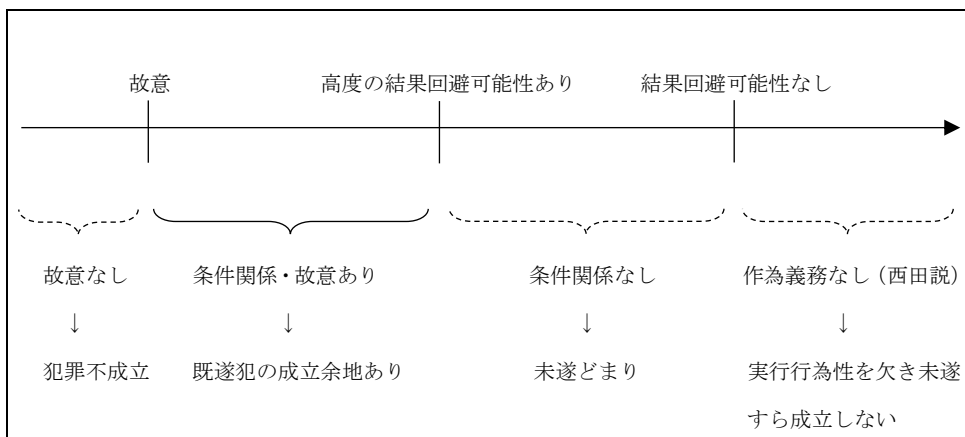 故意 高度の結果回避可能性あり 結果回避可能性なし
故意なし 条件関係・故意あり 条件関係なし 作為義務なし（西田説）
↓ ↓ ↓ ↓
犯罪不成立 既遂犯の成立余地あり 未遂どまり 実行行為性を欠き未遂
すら成立しない